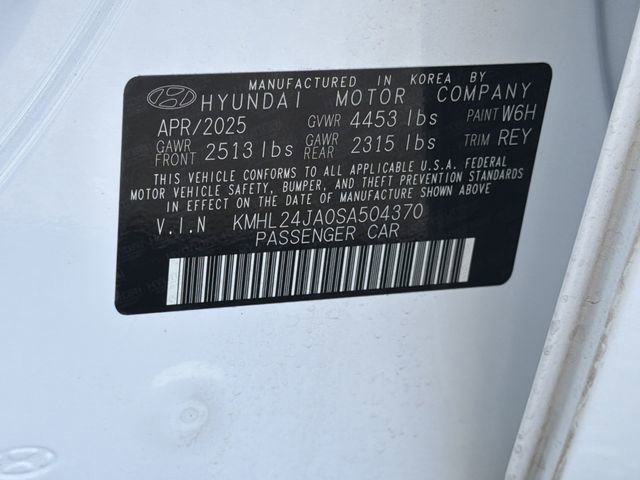 MANUFACTURED IN KOREA BY
HYUNDAI MOTOR COMPANY
APR/2025 GVWR 4453 lbs PAINT W6H
GAWR FRONT 2513 lbs GAWR REAR 2315 lbs TRIM REY
THIS VEHICLE CONFORMS TO ALL APPLICABLE U.S.A. FEDERAL
MOTOR VEHICLE SAFETY, BUMPER, AND THEFT PREVENTION STANDARDS
IN EFFECT ON THE DATE OF MANUFACTURE SHOWN ABOVE
V.I.N KMHL24JA0SA504370
PASSENGER CAR